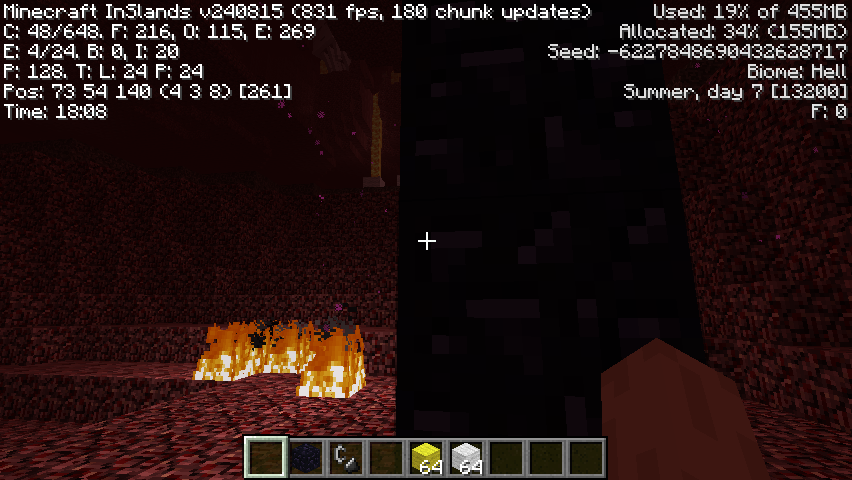 Minecraft In3lands v240815 (831 fps, 180 chunk updates)
C: 48/648. F: 216, O: 115, E: 269
E: 4/24. B: 0, I: 20
P: 128. T: L: 24 P: 24
Pos: 73 54 140 (4 3 8) [261]
Time: 18:08
Used: 19% of 455MB
Allocated: 34% (155MB)
Seed: -6227848690432628717
Biome: Hell
Summer, day 7 [13200]
F: 0
64
64